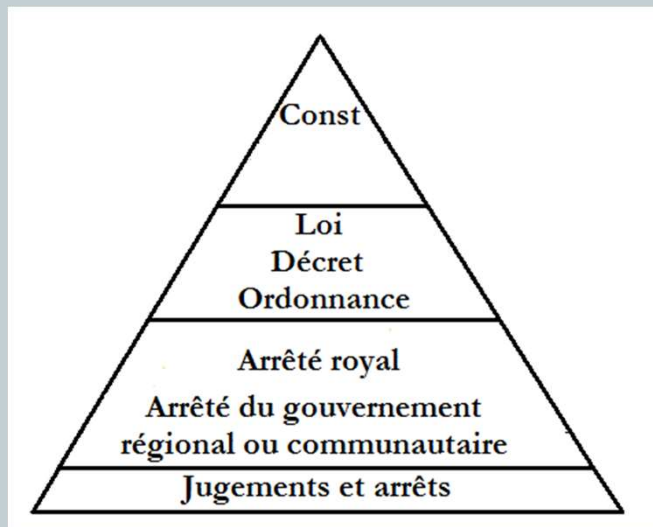 Const
Loi
Décret
Ordonnance
Arrêté royal
Arrêté du gouvernement
régional ou communautaire
Jugements et arrêts